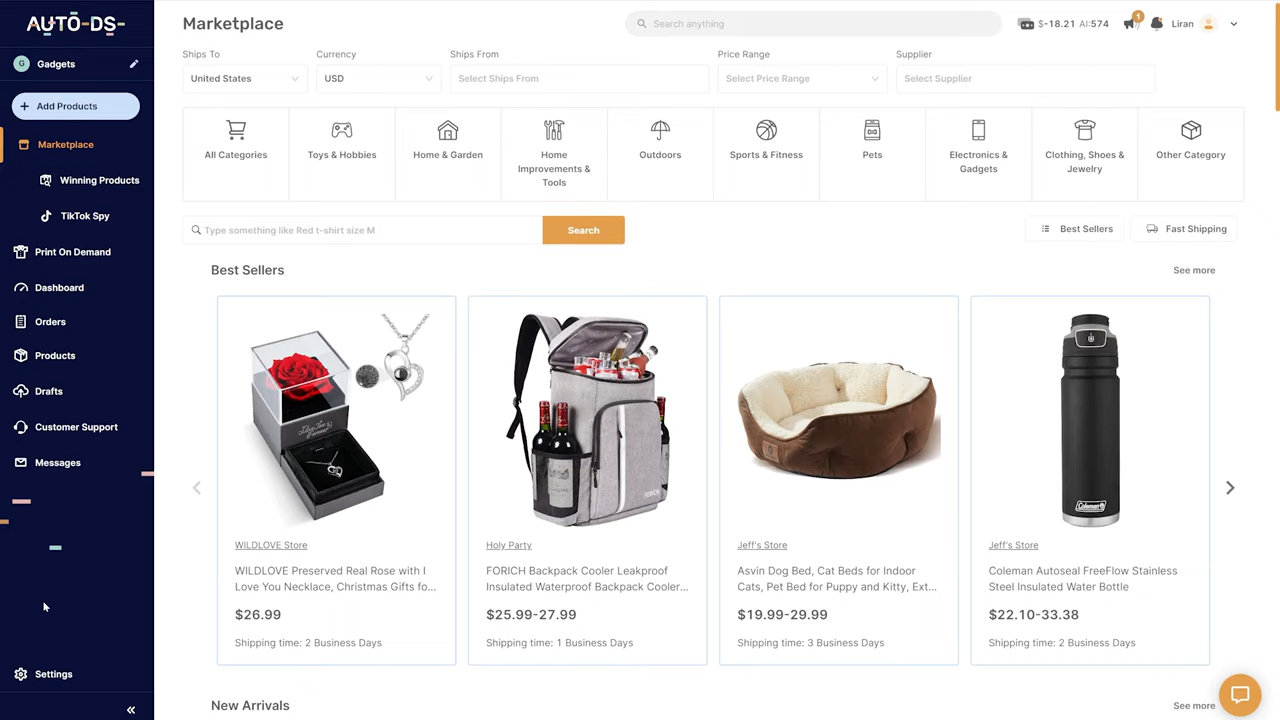 AUTO-DS-
Marketplace
Search anything
$-18.21 AI:574
1
Liran
G Gadgets
Add Products
Marketplace
Winning Products
TikTok Spy
Print On Demand
Dashboard
Orders
Products
Drafts
Customer Support
Messages
Settings
Ships To
Currency
Ships From
Price Range
Supplier
United States
USD
Select Ships From
Select Price Range
Select Supplier
All Categories
Toys & Hobbies
Home & Garden
Home
Improvements &
Tools
Outdoors
Sports & Fitness
Pets
Electronics &
Gadgets
Clothing, Shoes &
Jewelry
Other Category
Type something like Red t-shirt size M
Search
Best Sellers
Fast Shipping
Best Sellers
See more
FORICH
Coleman
WILDLOVE Store
WILDLOVE Preserved Real Rose with I
Love You Necklace, Christmas Gifts fo...
$26.99
Shipping time: 2 Business Days
Holy Party
FORICH Backpack Cooler Leakproof
Insulated Waterproof Backpack Cooler...
$25.99-27.99
Shipping time: 1 Business Days
Jeff's Store
Asvin Dog Bed, Cat Beds for Indoor
Cats, Pet Bed for Puppy and Kitty, Ext...
$19.99-29.99
Shipping time: 3 Business Days
Jeff's Store
Coleman Autoseal FreeFlow Stainless
Steel Insulated Water Bottle
$22.10-33.38
Shipping time: 2 Business Days
New Arrivals
See more